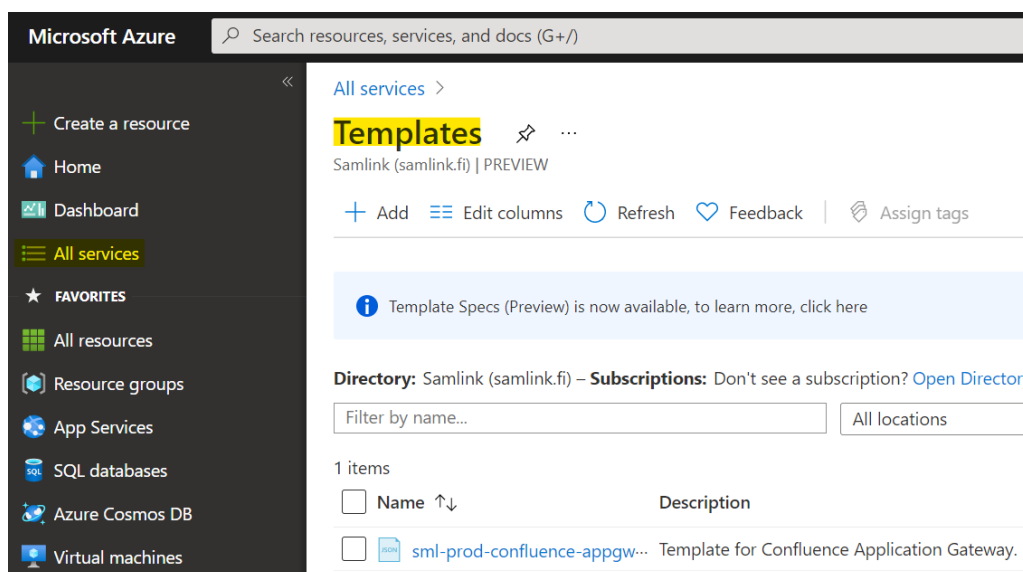 Microsoft Azure
Search resources, services, and docs (G+/)
Create a resource
Home
Dashboard
All services
FAVORITES
All resources
Resource groups
App Services
SQL databases
Azure Cosmos DB
Virtual machines
All services
Templates
Samlink (samlink.fi) | PREVIEW
Add Edit columns Refresh Feedback Assign tags
Template Specs (Preview) is now available, to learn more, click here
Directory: Samlink (samlink.fi) – Subscriptions: Don't see a subscription? Open Director
Filter by name... All locations
1 items
Name Description
JSON sml-prod-confluence-appgw... Template for Confluence Application Gateway.